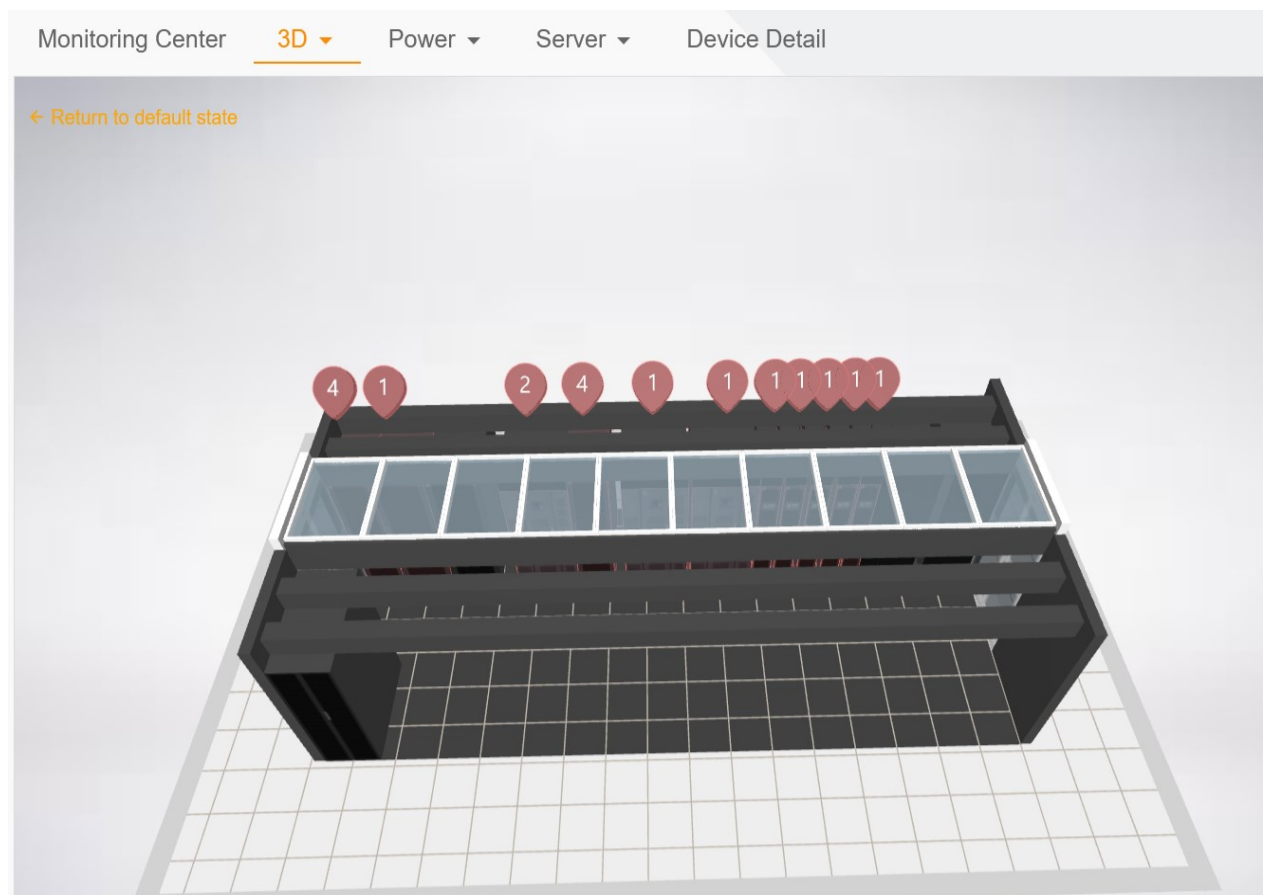 Monitoring Center 3D Power Server Device Detail
← Return to default state
4 1 2 4 1 1 1 1 1 1 1